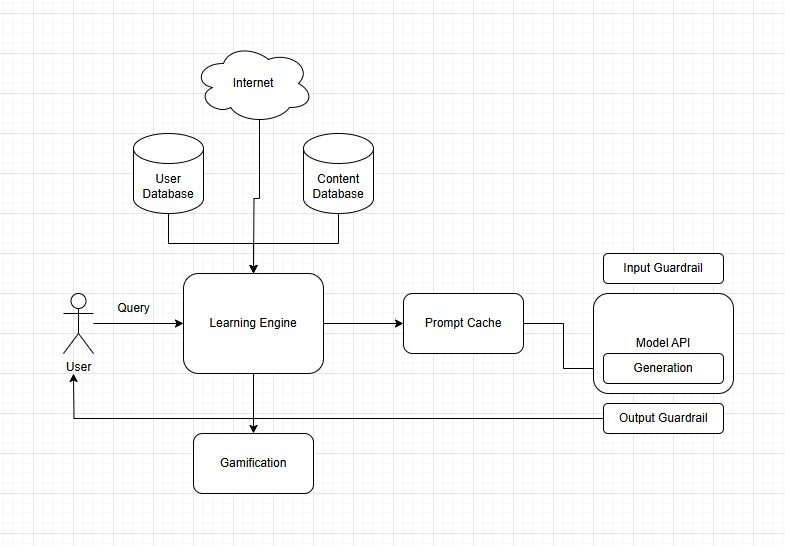 Internet
User
Database
Content
Database
Input Guardrail
Query
Learning Engine
Prompt Cache
Model API
User
Generation
Output Guardrail
Gamification